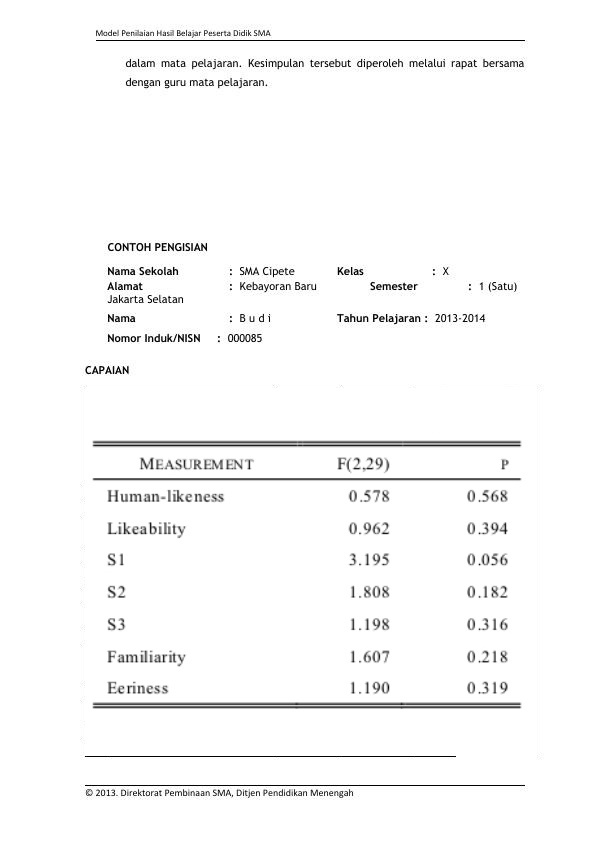 Model Penilaian Hasil Belajar Peserta Didik SMA
dalam mata pelajaran. Kesimpulan tersebut diperoleh melalui rapat bersama
dengan guru mata pelajaran.
CONTOH PENGISIAN
Nama Sekolah : SMA Cipete Kelas : X
Alamat : Kebayoran Baru Semester : 1 (Satu)
Jakarta Selatan
Nama : B u d i Tahun Pelajaran : 2013-2014
Nomor Induk/NISN : 000085
CAPAIAN
MEASUREMENT F(2,29) P
Human-likeness 0.578 0.568
Likeability 0.962 0.394
S1 3.195 0.056
S2 1.808 0.182
S3 1.198 0.316
Familiarity 1.607 0.218
Eeriness 1.190 0.319
© 2013. Direktorat Pembinaan SMA, Ditjen Pendidikan Menengah